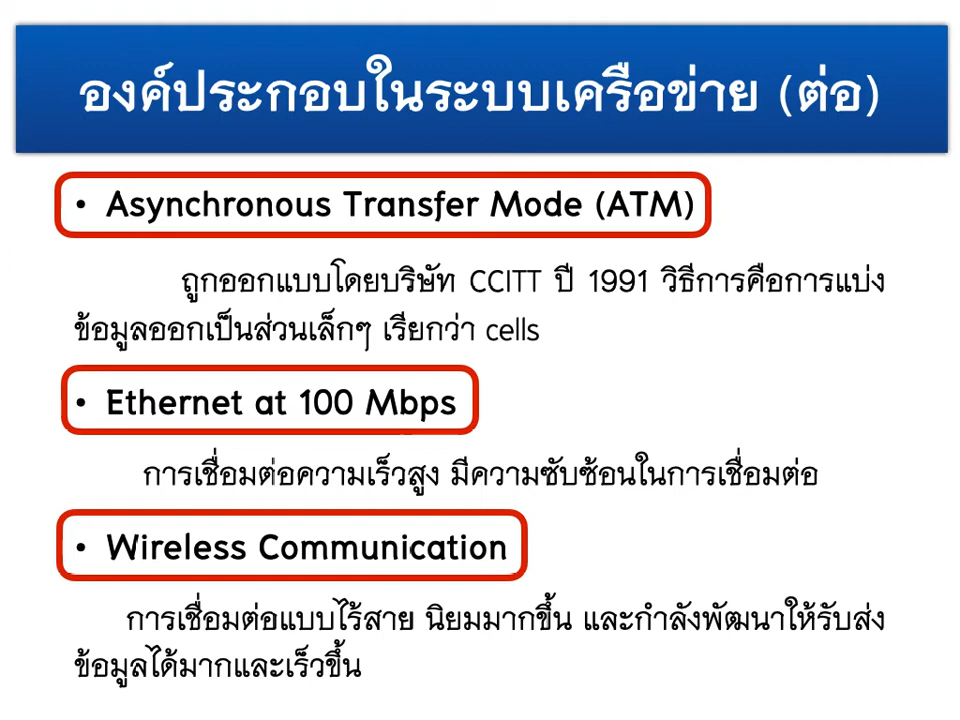 องค์ประกอบในระบบเครือข่าย (ต่อ)
• Asynchronous Transfer Mode (ATM)
ถูกออกแบบโดยบริษัท CCITT ปี 1991 วิธีการคือการแบ่ง
ข้อมูลออกเป็นส่วนเล็กๆ เรียกว่า cells
• Ethernet at 100 Mbps
การเชื่อมต่อความเร็วสูง มีความซับซ้อนในการเชื่อมต่อ
• Wireless Communication
การเชื่อมต่อแบบไร้สาย นิยมมากขึ้น และกำลังพัฒนาให้รับส่ง
ข้อมูลได้มากและเร็วขึ้น